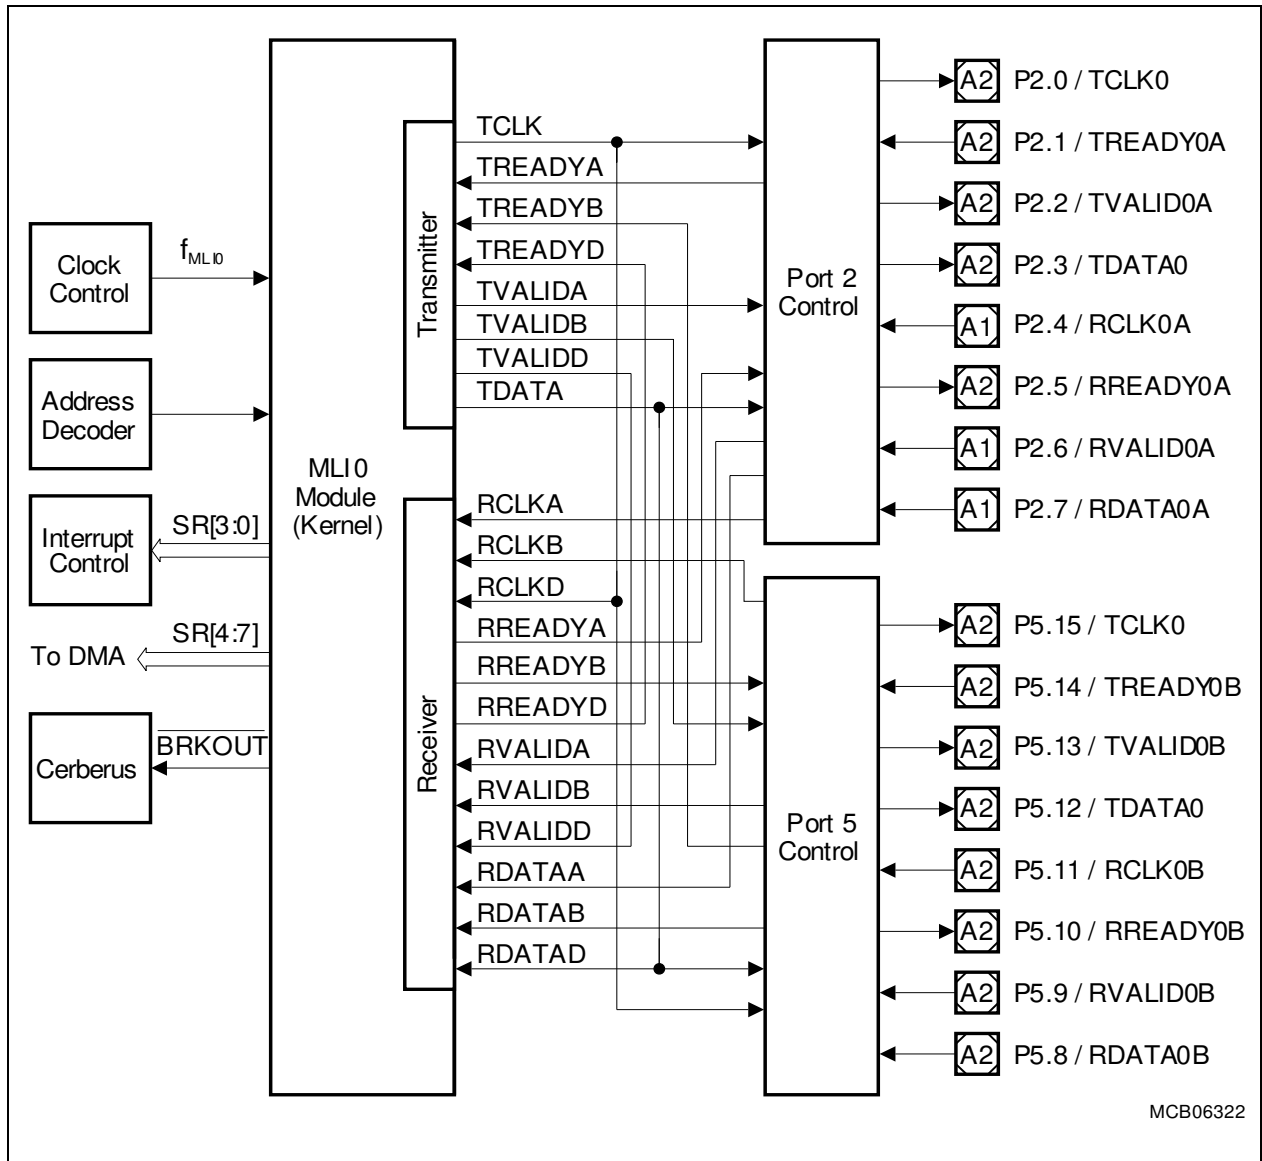 Clock
Control
f MLI0
Address
Decoder
Interrupt
Control
SR[3:0]
To DMA
SR[4:7]
Cerberus
BRKOUT
MLI0
Module
(Kernel)
Transmitter
TCLK
TREADYA
TREADYB
TREADYD
TVALIDA
TVALIDB
TVALIDD
TDATA
Receiver
RCLKA
RCLKB
RCLKD
RREADYA
RREADYB
RREADYD
RVALIDA
RVALIDB
RVALIDD
RDATAA
RDATAB
RDATAD
Port 2
Control
A2 P2.0 / TCLK0
A2 P2.1 / TREADY0A
A2 P2.2 / TVALID0A
A2 P2.3 / TDATA0
A1 P2.4 / RCLK0A
A2 P2.5 / RREADY0A
A1 P2.6 / RVALID0A
A1 P2.7 / RDATA0A
Port 5
Control
A2 P5.15 / TCLK0
A2 P5.14 / TREADY0B
A2 P5.13 / TVALID0B
A2 P5.12 / TDATA0
A2 P5.11 / RCLK0B
A2 P5.10 / RREADY0B
A2 P5.9 / RVALID0B
A2 P5.8 / RDATA0B
MCB06322